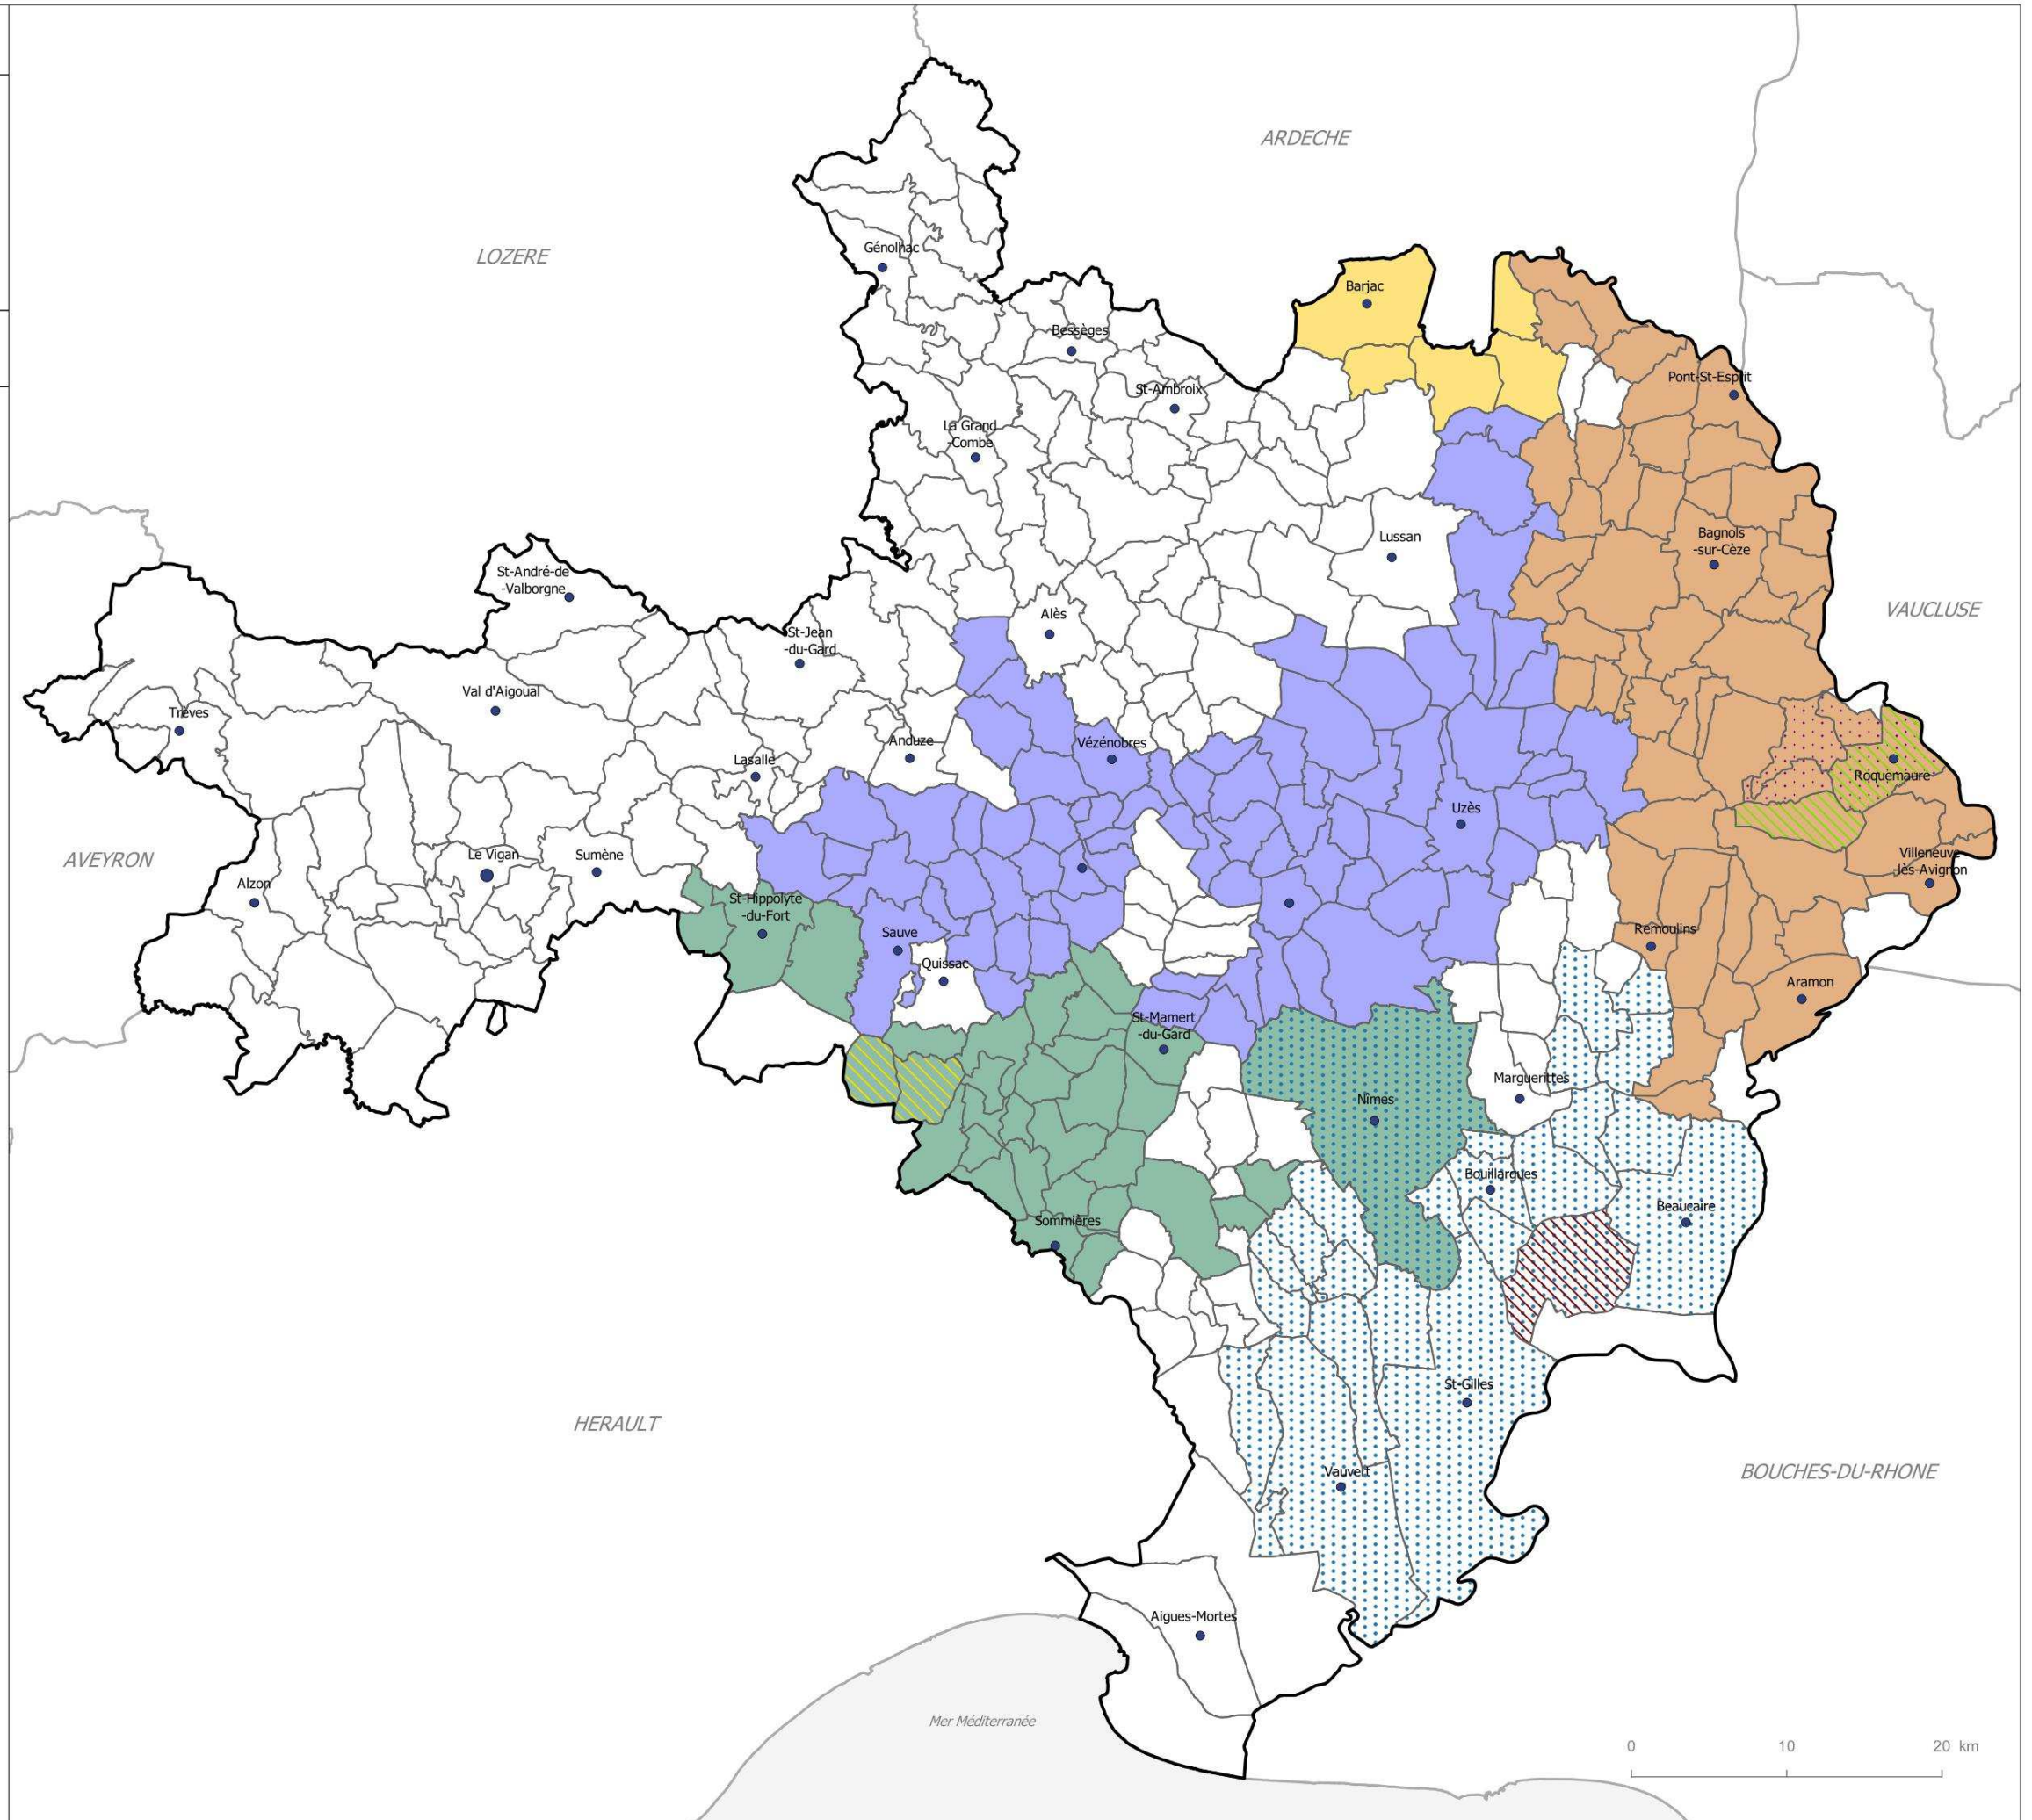 ARDECHE
LOZERE
Génolhac
Barjac
Bessèges
Pont-St-Esprit
St-Ambroix
La Grand
-Combe
Bagnols
-sur-Cèze
Lussan
St-André-de
-Valborgne
VAUCLUSE
Alès
St-Jean
-du-Gard
Val d'Aigoual
Trèves
Anduze
Vézénobres
Lasalle
Roquemaure
Uzès
Le Vigan
Sumène
AVEYRON
Villeneuve
-lès-Avignon
Alzon
St-Hippolyte
-du-Fort
Sauve
Remoulins
Quissac
Aramon
St-Mamert
-du-Gard
Marguerittes
Nîmes
Bouillargues
Beaucaire
Sommières
St-Gilles
HERAULT
Vauvert
BOUCHES-DU-RHONE
Aigues-Mortes
Mer Méditerranée
0 10 20 km